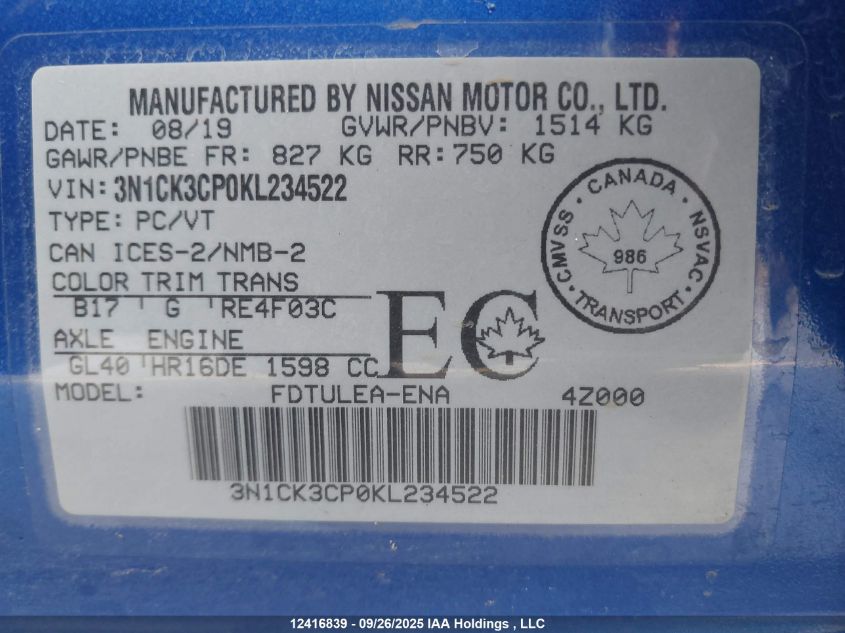 MANUFACTURED BY NISSAN MOTOR CO., LTD.
DATE: 08/19 GVWR/PNBV: 1514 KG
GAWR/PNBE FR: 827 KG RR: 750 KG
VIN: 3N1CK3CP0KL234522
TYPE: PC/VT
CAN ICES-2/NMB-2
COLOR TRIM TRANS
B17 G RE4F03C
AXLE ENGINE
GL40 HR16DE 1598 CC
EC
CANADA
CMVSS NSVAC
986
TRANSPORT
MODEL: FDTULEA-ENA 4Z000
3N1CK3CP0KL234522
12416839 - 09/26/2025 IAA Holdings , LLC